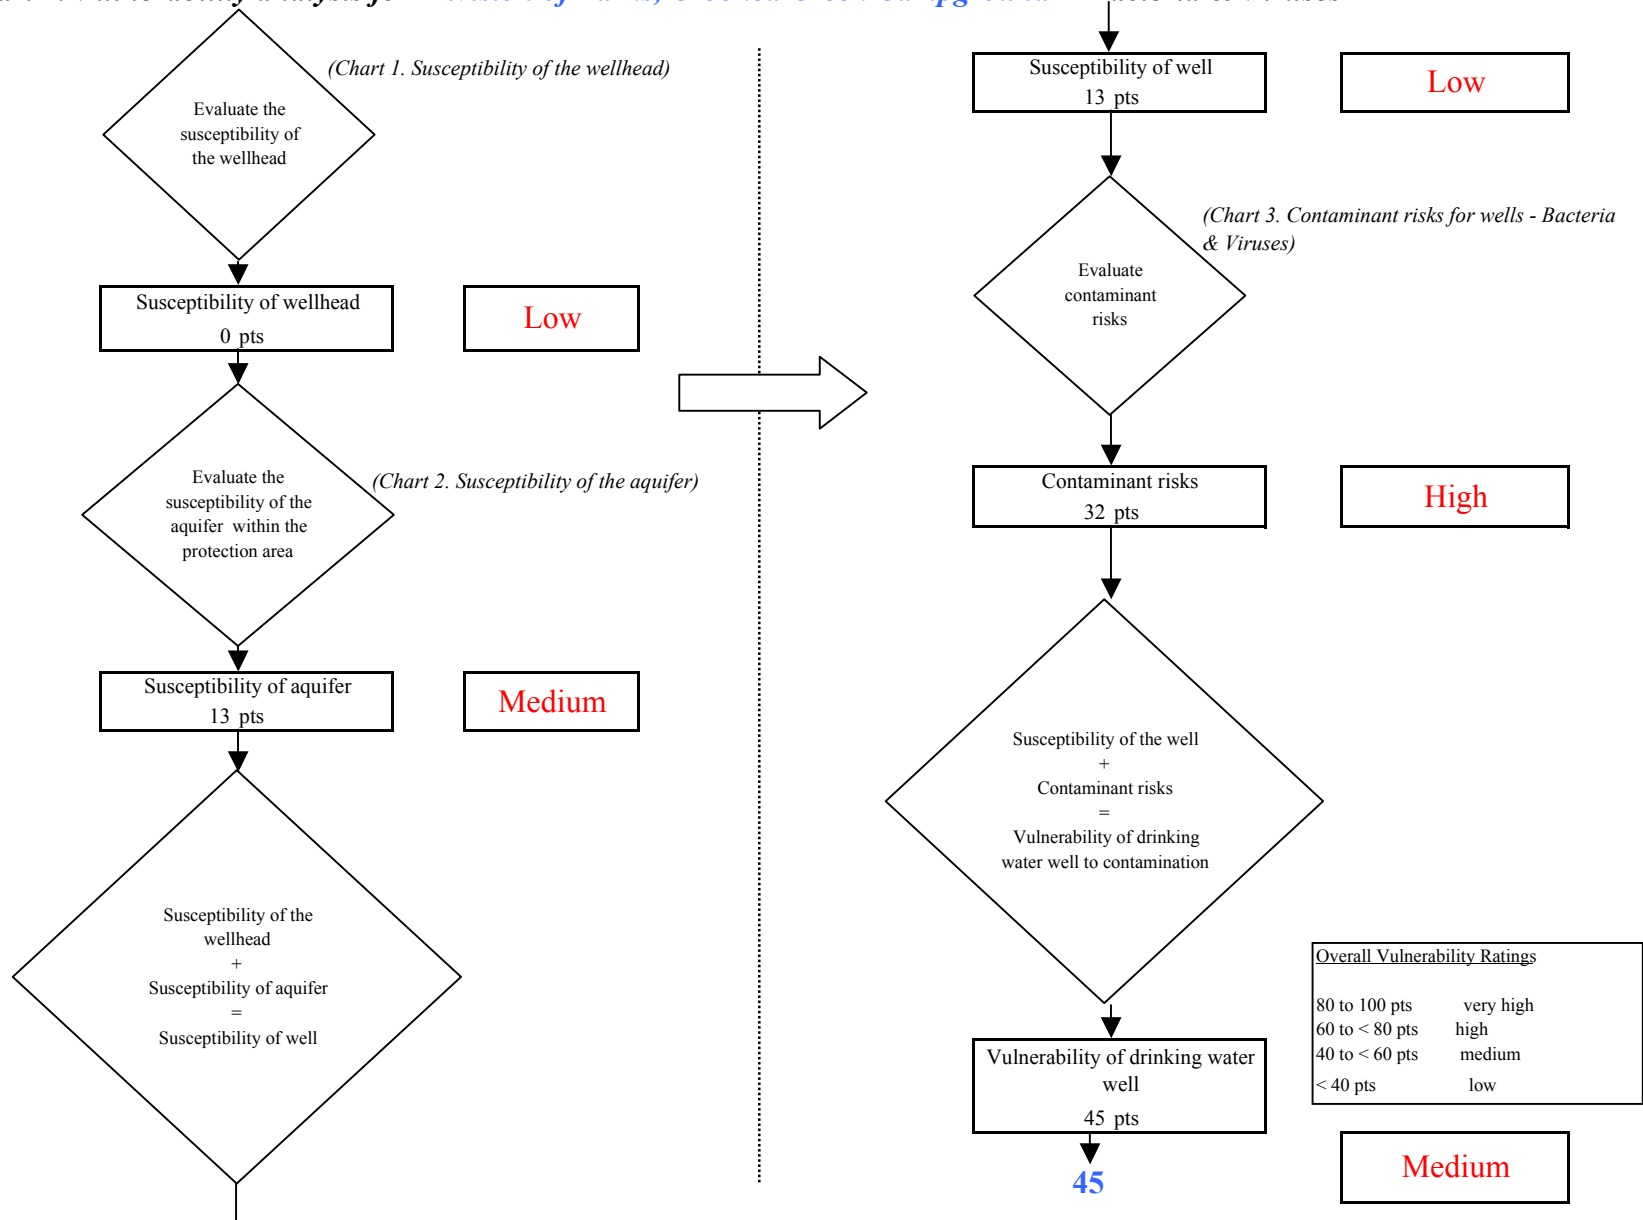 (Chart 1. Susceptibility of the wellhead)
Evaluate the
susceptibility of
the wellhead
Susceptibility of wellhead
0 pts
Low
Evaluate the
susceptibility of the
aquifer within the
protection area
(Chart 2. Susceptibility of the aquifer)
Susceptibility of aquifer
13 pts
Medium
Susceptibility of the
wellhead
+
Susceptibility of aquifer
=
Susceptibility of well
Susceptibility of well
13 pts
Low
(Chart 3. Contaminant risks for wells - Bacteria
& Viruses)
Evaluate
contaminant
risks
Contaminant risks
32 pts
High
Susceptibility of the well
+
Contaminant risks
=
Vulnerability of drinking
water well to contamination
Overall Vulnerability Ratings
80 to 100 pts very high
60 to < 80 pts high
40 to < 60 pts medium
< 40 pts low
Vulnerability of drinking water
well
45 pts
45
Medium